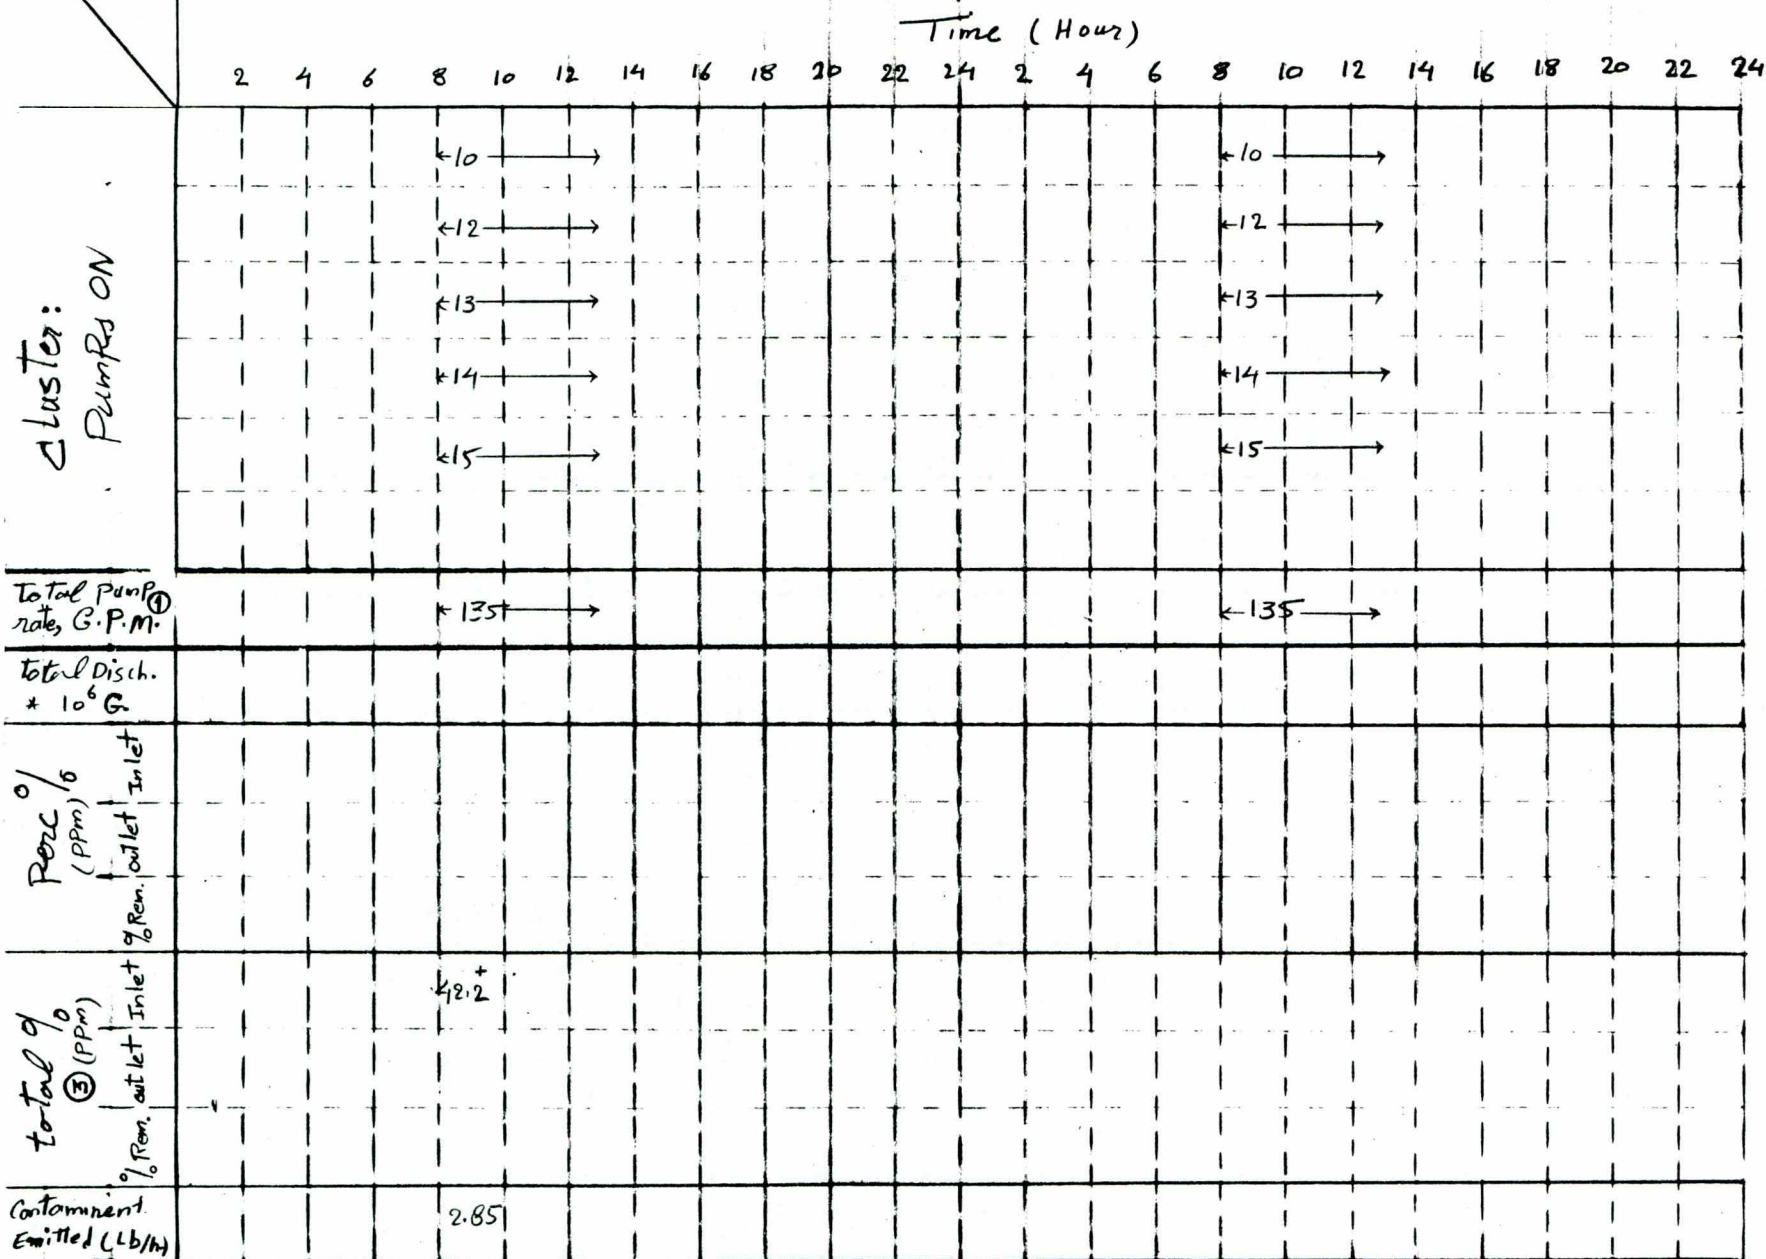 Time (Hour)
2 4 6 8 10 12 14 16 18 20 22 24 2 4 6 8 10 12 14 16 18 20 22 24
Cluster:
Pumps ON
10 10
12 12
13 13
14 14
15 15
Total Pump ①
rate, G.P.M.
135 135
total Disch.
* 10⁶ G.
Perc %
(PPm)
Inlet
outlet
% Rem.
total %
③ (PPm)
Inlet
outlet
% Rem.
42.2⁺
Contaminent
Emitted (Lb/hr)
2.85